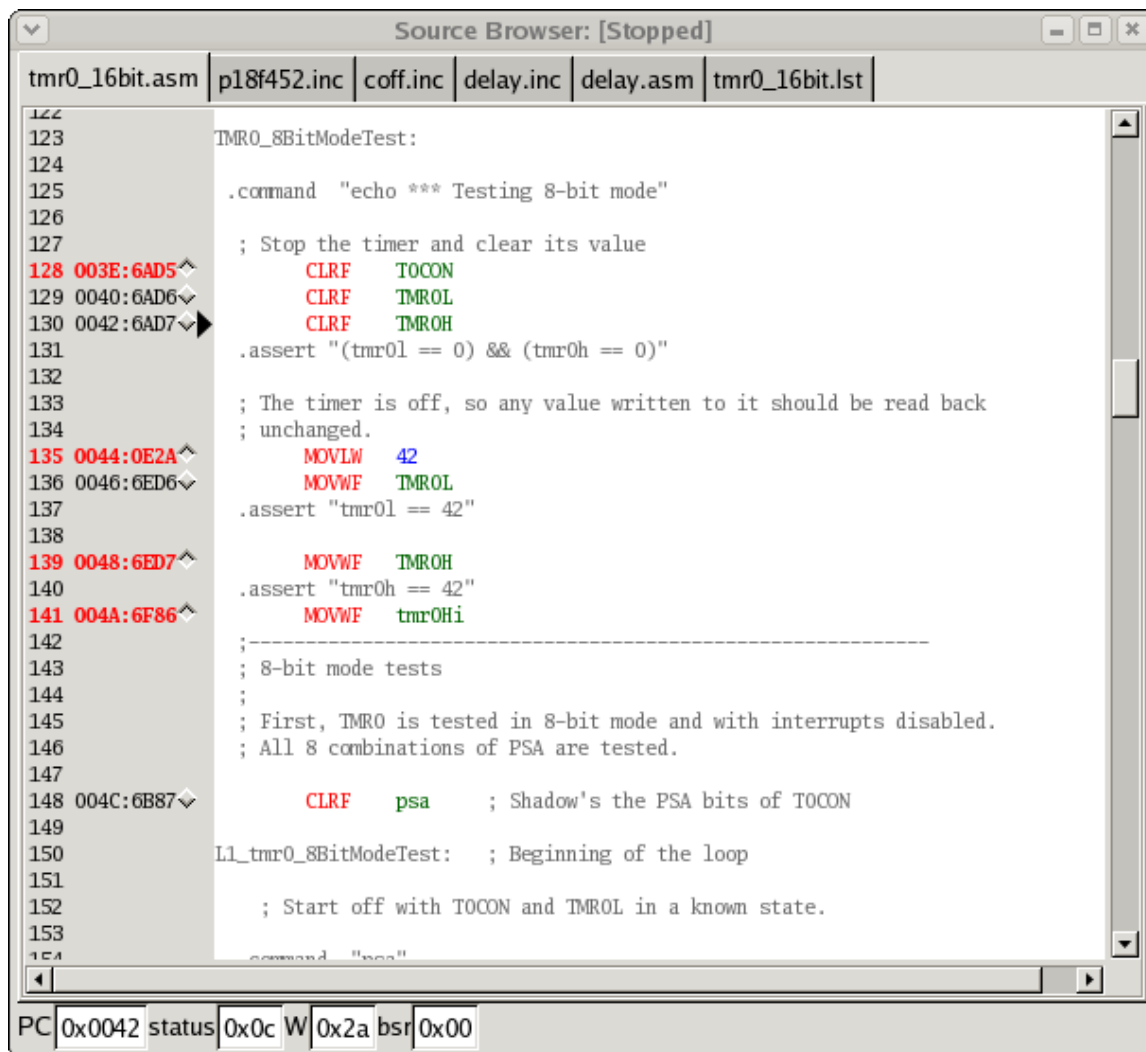 Source Browser: [Stopped]
tmr0_16bit.asm p18f452.inc coff.inc delay.inc delay.asm tmr0_16bit.lst
122
123 TMR0_8BitModeTest:
124
125 .command "echo *** Testing 8-bit mode"
126
127 ; Stop the timer and clear its value
128 003E:6AD5 CLRF T0CON
129 0040:6AD6 CLRF TMR0L
130 0042:6AD7 CLRF TMR0H
131 .assert "(tmr0l == 0) && (tmr0h == 0)"
132
133 ; The timer is off, so any value written to it should be read back
134 ; unchanged.
135 0044:0E2A MOVLW 42
136 0046:6ED6 MOVWF TMR0L
137 .assert "tmr0l == 42"
138
139 0048:6ED7 MOVWF TMR0H
140 .assert "tmr0h == 42"
141 004A:6F86 MOVWF tmr0Hi
142 ;------------------------------------------------------------
143 ; 8-bit mode tests
144 ;
145 ; First, TMR0 is tested in 8-bit mode and with interrupts disabled.
146 ; All 8 combinations of PSA are tested.
147
148 004C:6B87 CLRF psa ; Shadow's the PSA bits of T0CON
149
150 L1_tmr0_8BitModeTest: ; Beginning of the loop
151
152 ; Start off with T0CON and TMR0L in a known state.
153
154 .command "psa"
PC 0x0042 status 0x0c W 0x2a bsr 0x00